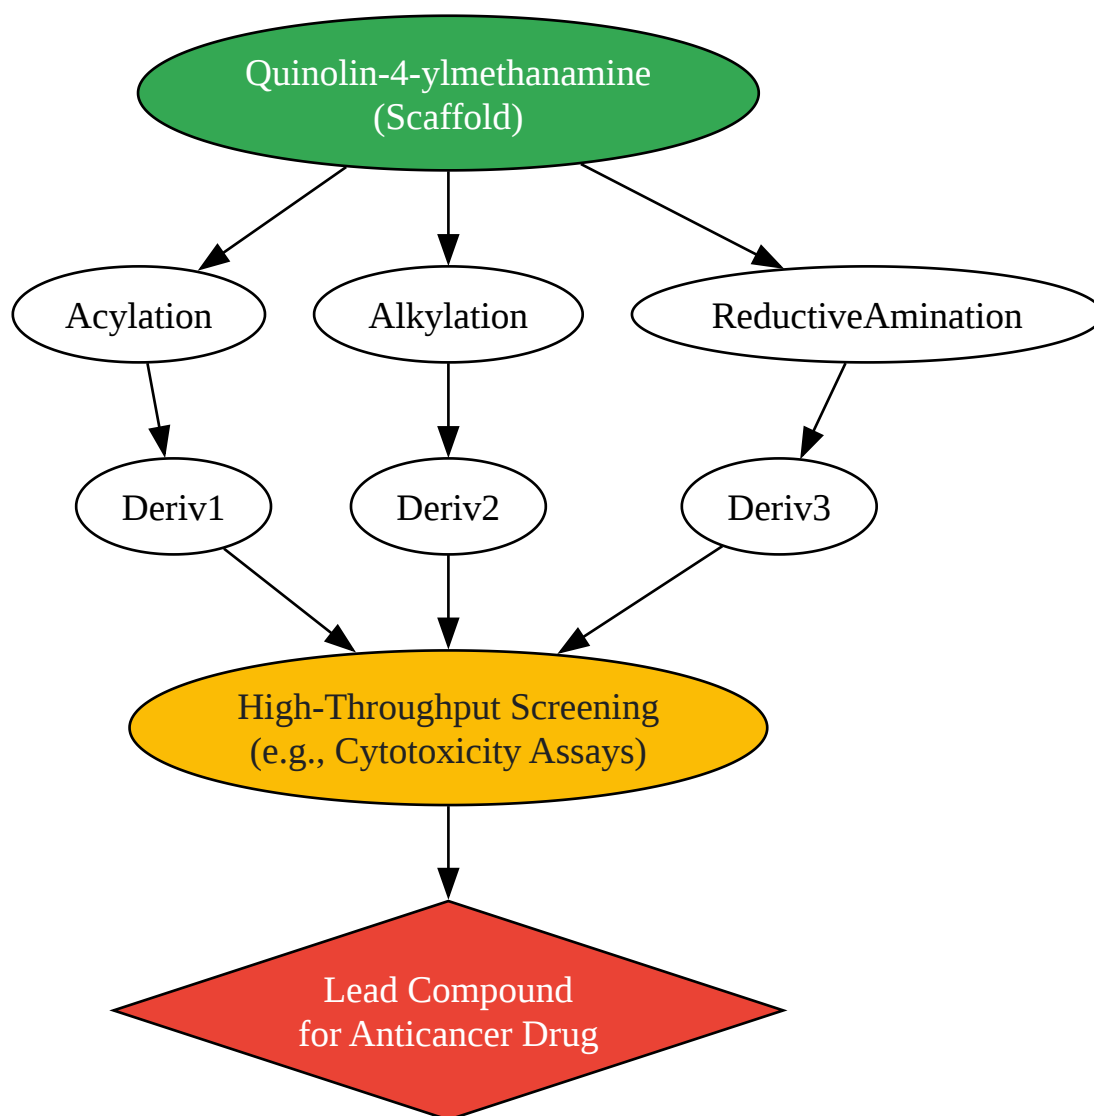 Quinolin-4-ylmethanamine
(Scaffold)
Acylation
Alkylation
ReductiveAmination
Deriv1
Deriv2
Deriv3
High-Throughput Screening
(e.g., Cytotoxicity Assays)
Lead Compound
for Anticancer Drug